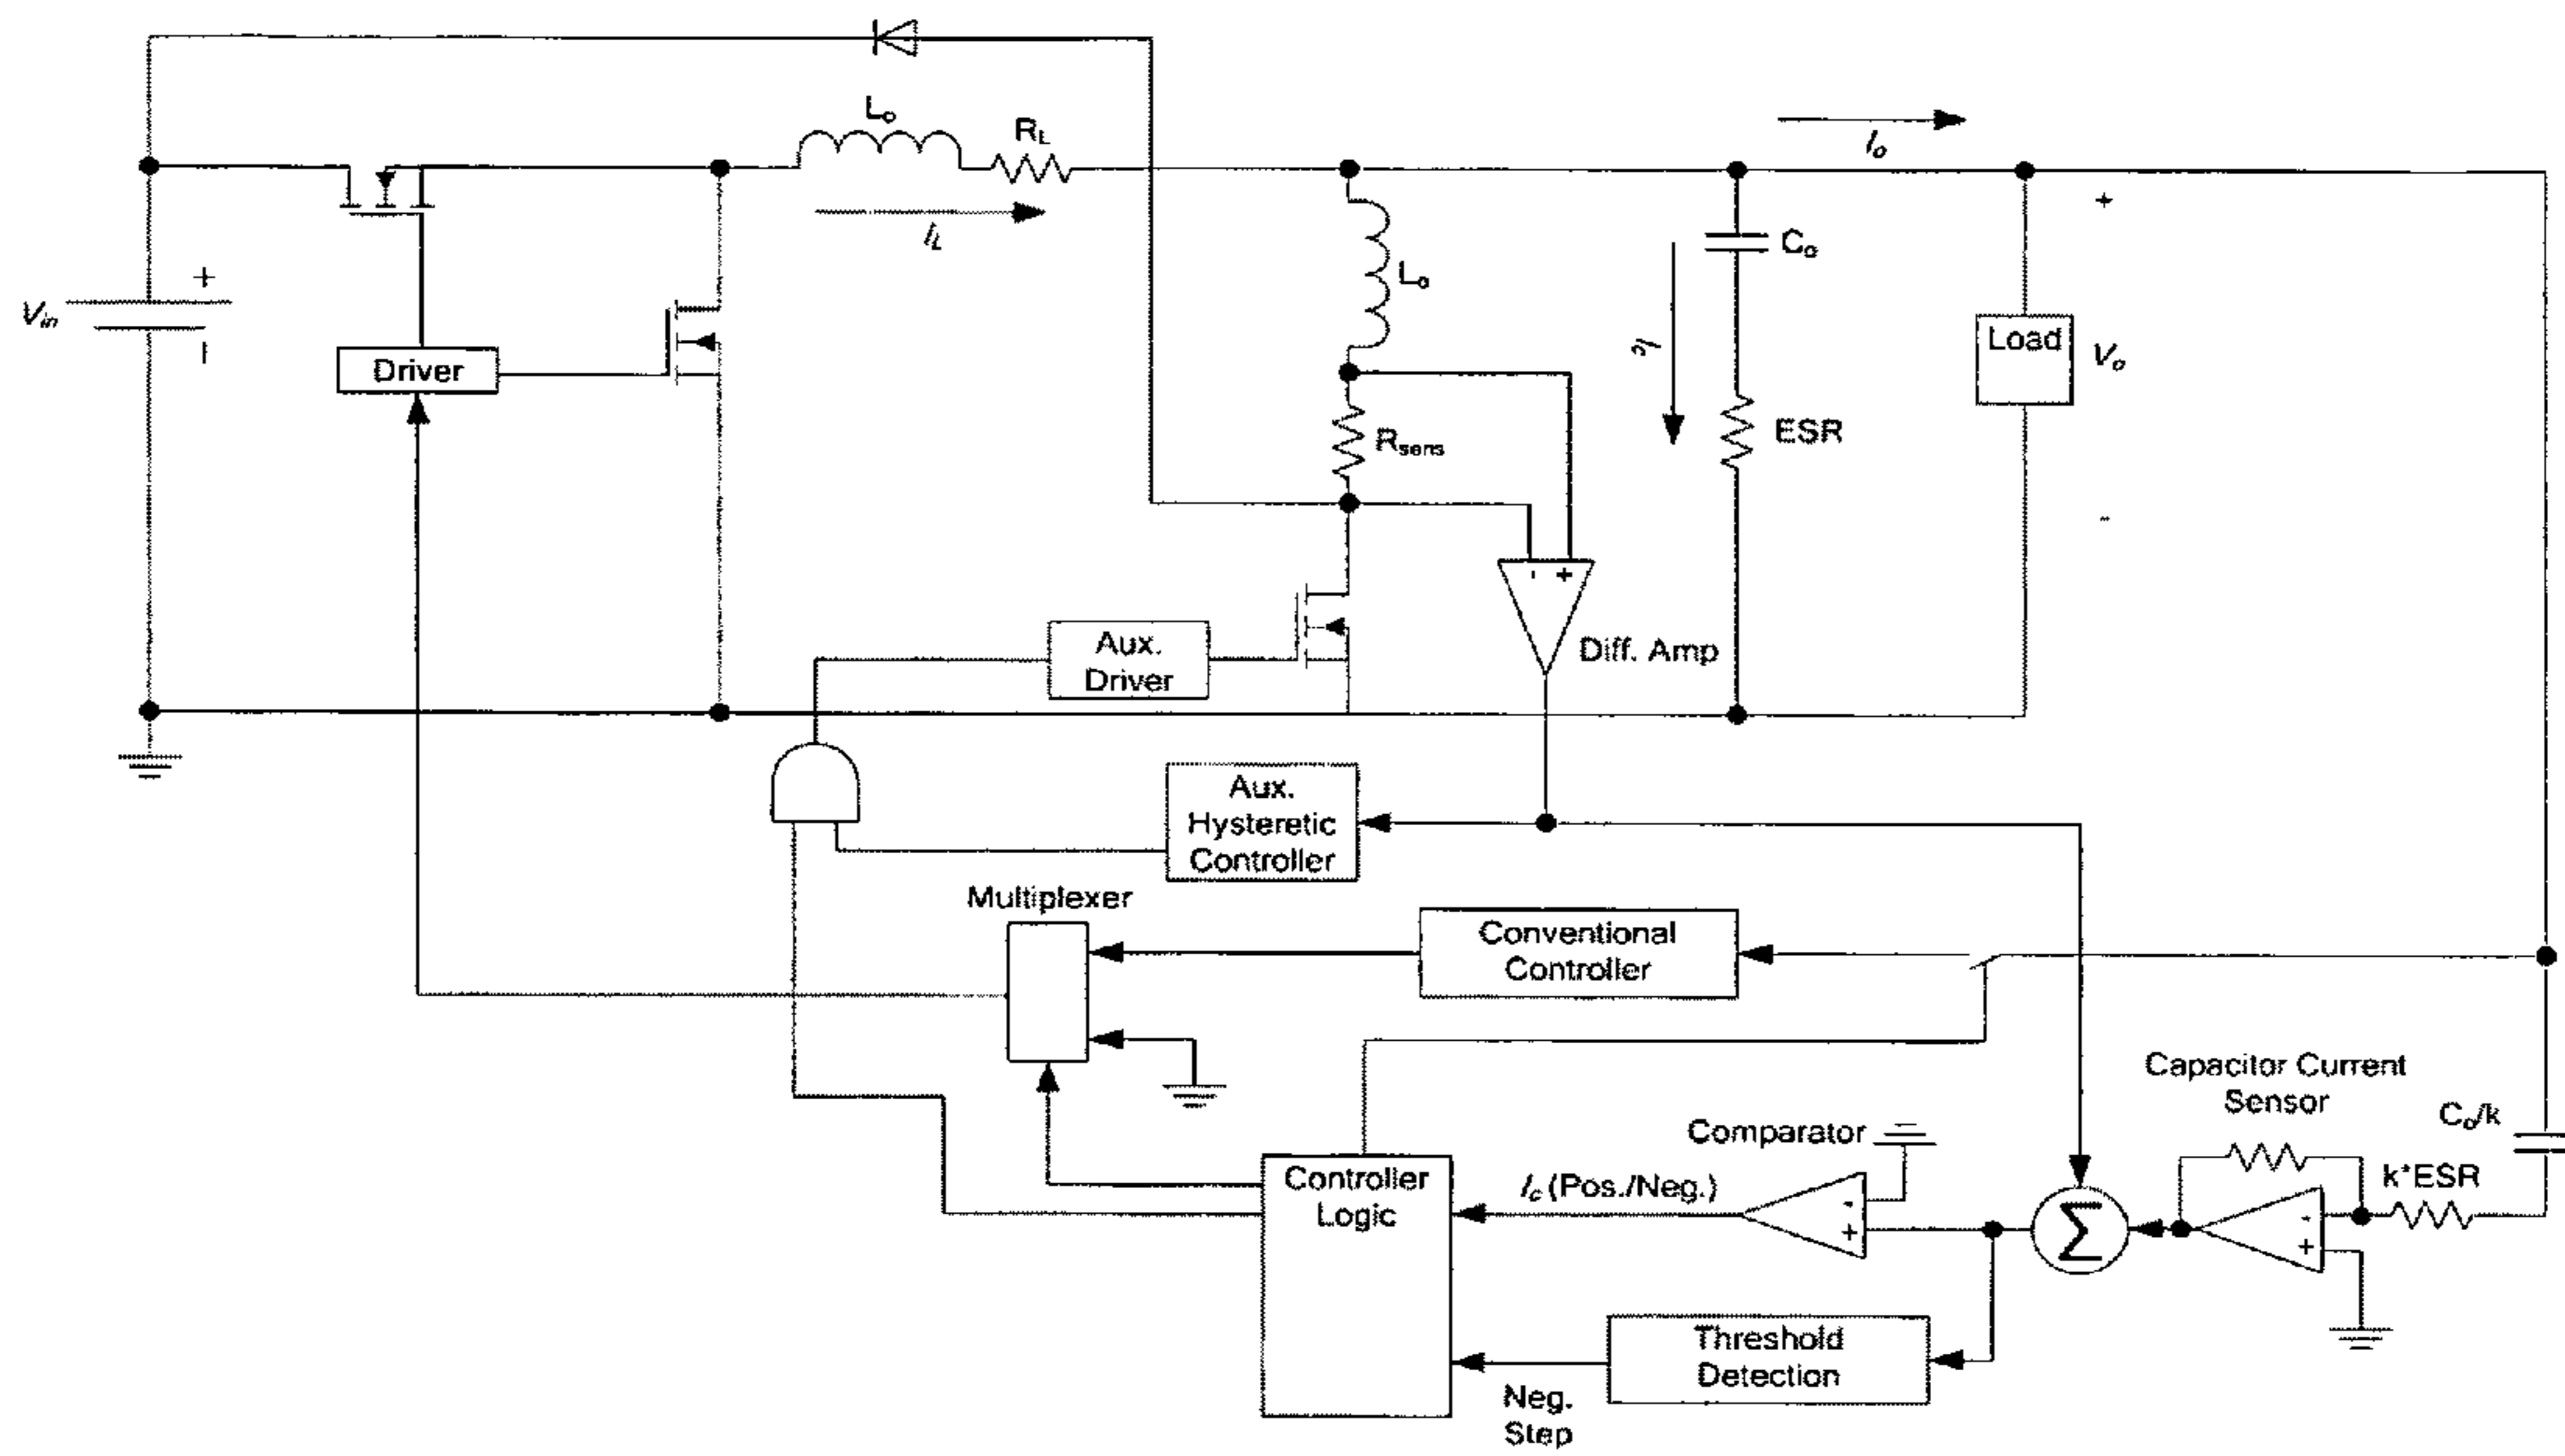 Lo
RL
Io
IL
+
Co
+
Lo
Vin
Ic
Load
Vo
Driver
ESR
Rsens
-
- +
Aux.
Driver
Diff. Amp
Aux.
Hysteretic
Controller
Multiplexer
Conventional
Controller
Capacitor Current
Sensor
Co/k
Comparator
k*ESR
Controller
Logic
Ic (Pos./Neg.)
-
+
Σ
-
+
Threshold
Detection
Neg.
Step